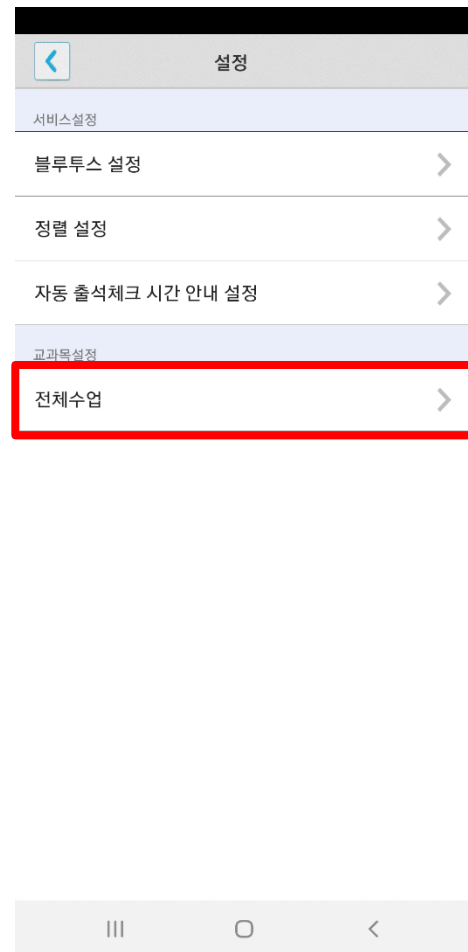 설정
서비스설정
블루투스 설정
정렬 설정
자동 출석체크 시간 안내 설정
교과목설정
전체수업